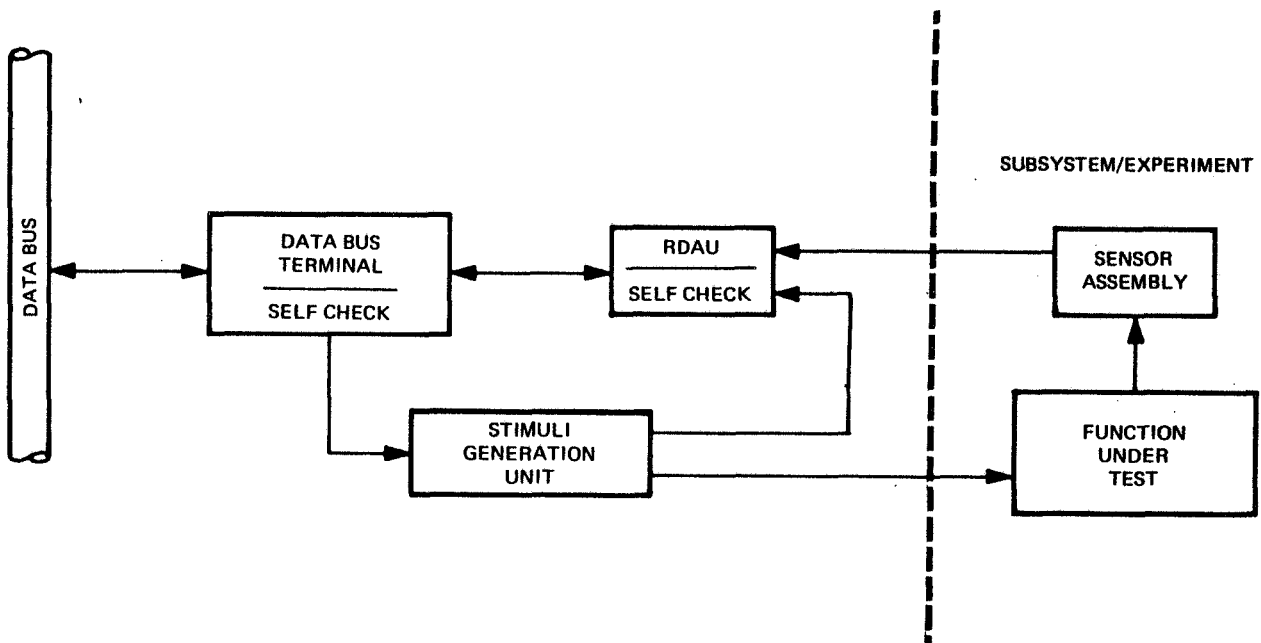 DATA BUS
DATA BUS
TERMINAL
SELF CHECK
RDAU
SELF CHECK
STIMULI
GENERATION
UNIT
SUBSYSTEM/EXPERIMENT
SENSOR
ASSEMBLY
FUNCTION
UNDER
TEST